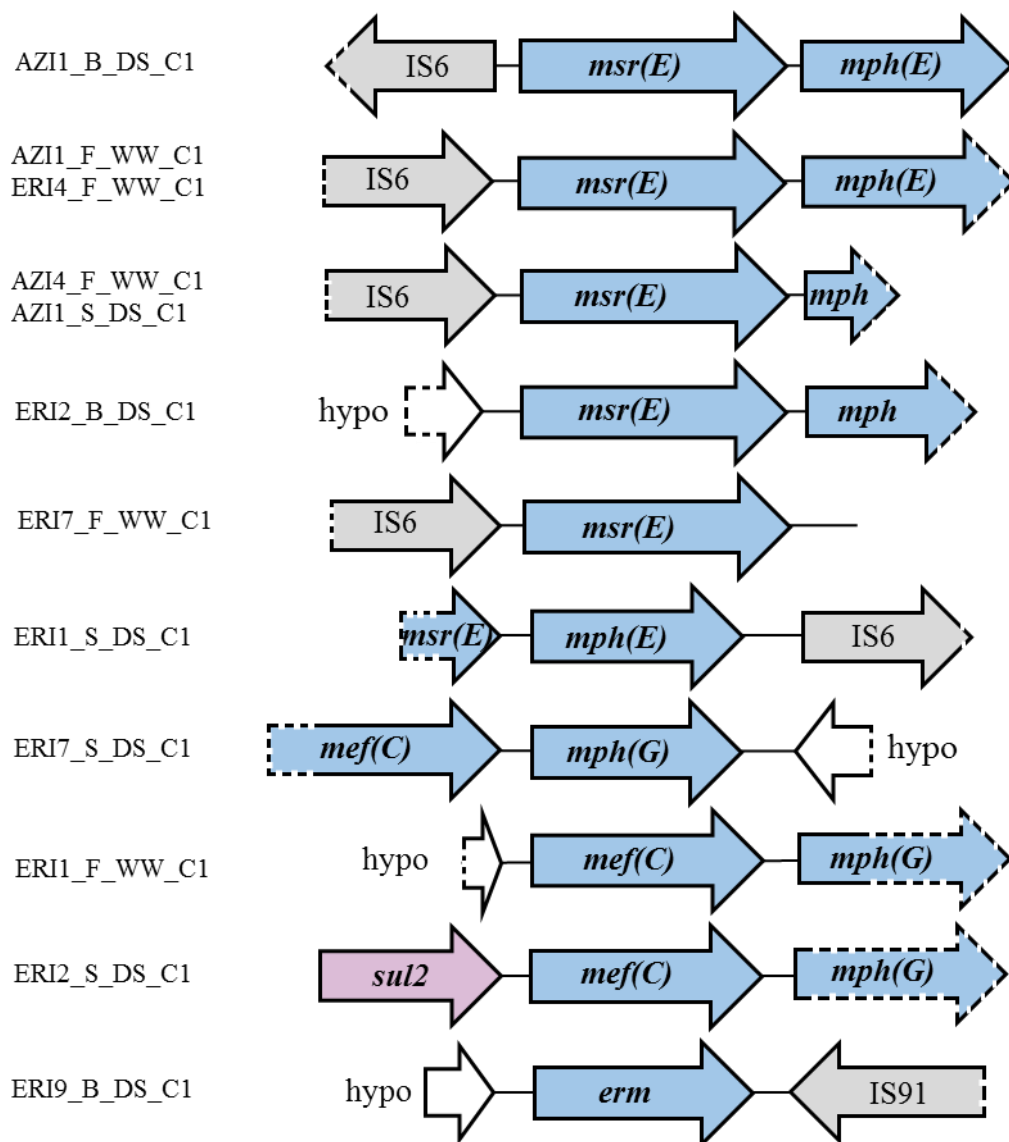 AZI1_B_DS_C1 IS6 msr(E) mph(E)
AZI1_F_WW_C1
ERI4_F_WW_C1 IS6 msr(E) mph(E)
AZI4_F_WW_C1
AZI1_S_DS_C1 IS6 msr(E) mph
ERI2_B_DS_C1 hypo msr(E) mph
ERI7_F_WW_C1 IS6 msr(E)
ERI1_S_DS_C1 msr(E) mph(E) IS6
ERI7_S_DS_C1 mef(C) mph(G) hypo
ERI1_F_WW_C1 hypo mef(C) mph(G)
ERI2_S_DS_C1 sul2 mef(C) mph(G)
ERI9_B_DS_C1 hypo erm IS91